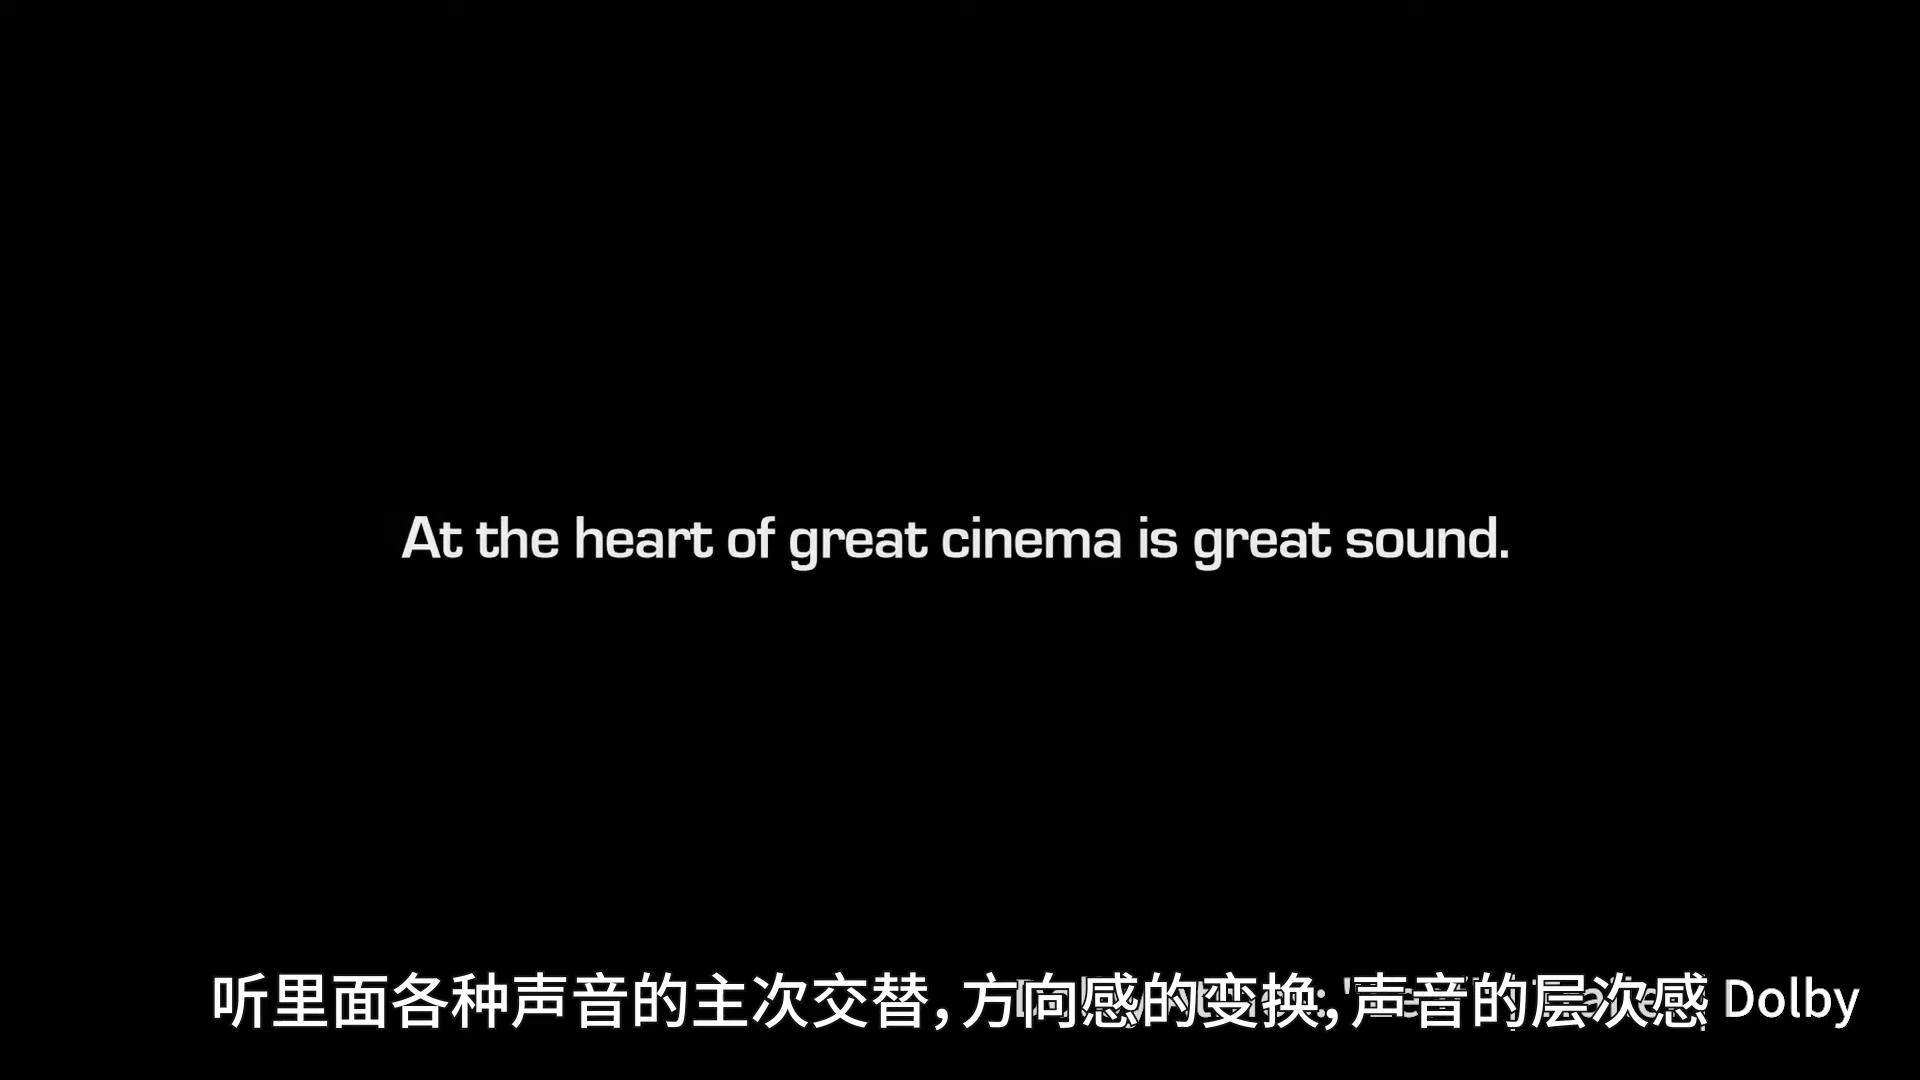 At the heart of great cinema is great sound.
听里面各种声音的主次交替，方向感的变换，声音的层次感
Dolby